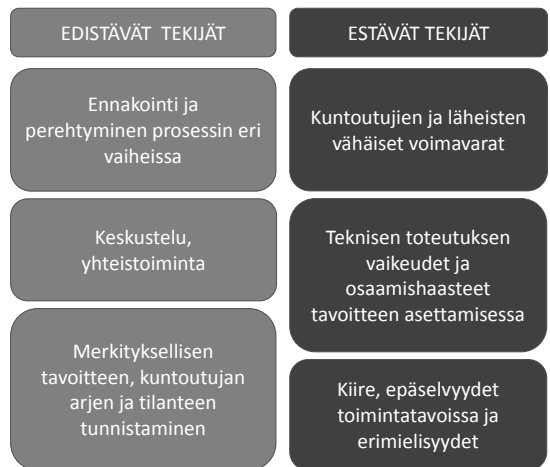 EDISTÄVÄT TEKIJÄT
Ennakointi ja
perehtyminen prosessin eri
vaiheissa
Keskustelu,
yhteistoiminta
Merkityksellisen
tavoitteen, kuntoutujan
arjen ja tilanteen
tunnistaminen
ESTÄVÄT TEKIJÄT
Kuntoutujien ja läheisten
vähäiset voimavarat
Teknisen toteutuksen
vaikeudet ja
osaamishaasteet
tavoitteen asettamisessa
Kiire, epäselvyydet
toimintatavoissa ja
erimielisyydet